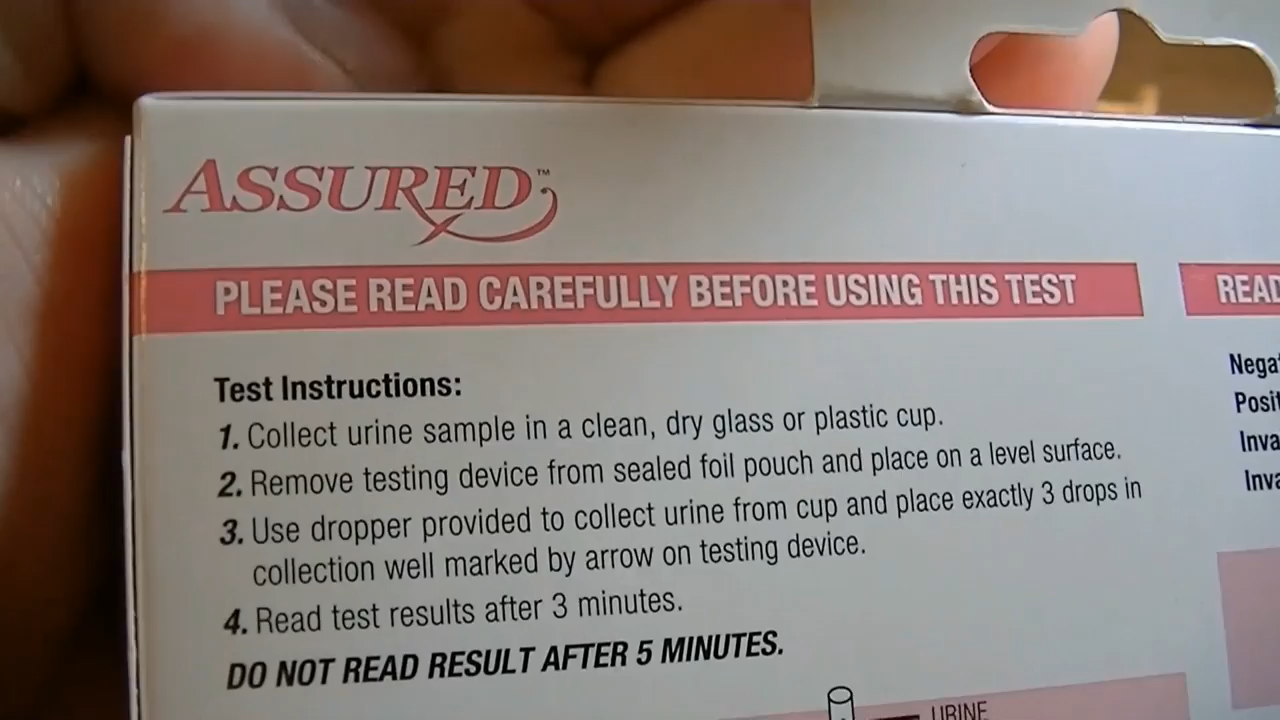 ASSURED™
PLEASE READ CAREFULLY BEFORE USING THIS TEST
READ
Test Instructions:
1. Collect urine sample in a clean, dry glass or plastic cup.
2. Remove testing device from sealed foil pouch and place on a level surface.
3. Use dropper provided to collect urine from cup and place exactly 3 drops in
collection well marked by arrow on testing device.
4. Read test results after 3 minutes.
DO NOT READ RESULT AFTER 5 MINUTES.
URINE